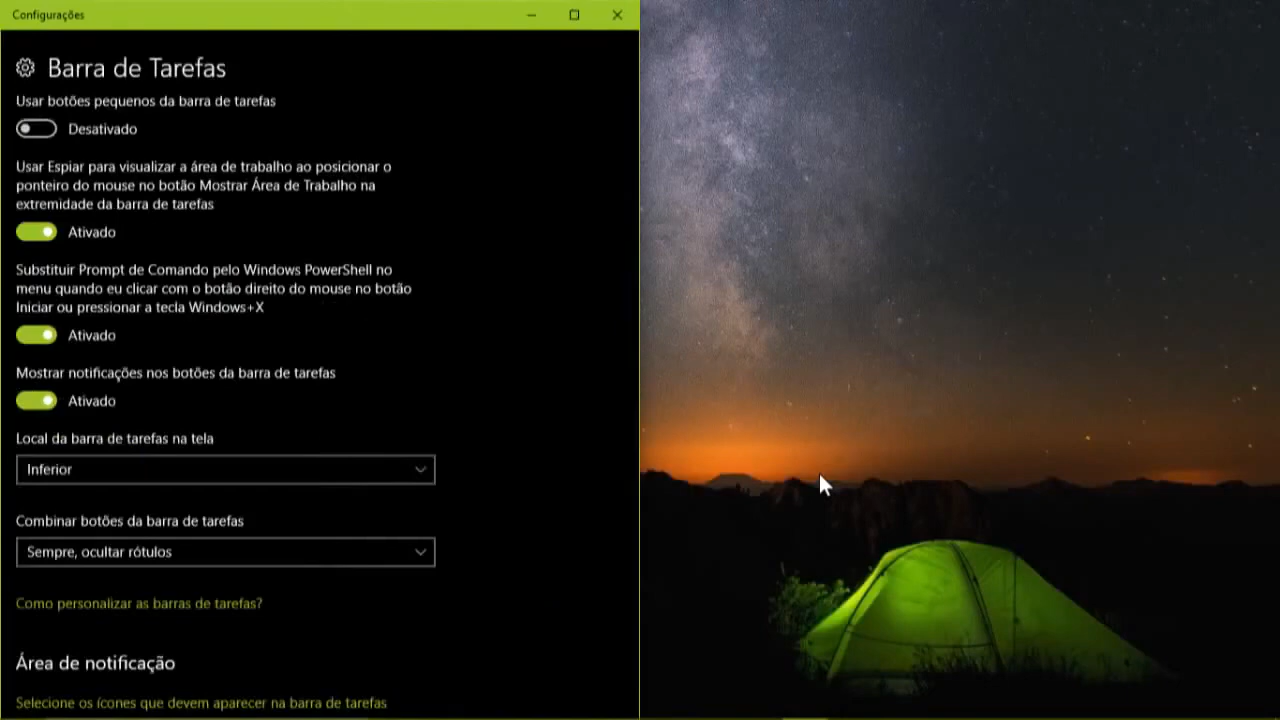 Configurações
Barra de Tarefas
Usar botões pequenos da barra de tarefas
Desativado
Usar Espiar para visualizar a área de trabalho ao posicionar o
ponteiro do mouse no botão Mostrar Área de Trabalho na
extremidade da barra de tarefas
Ativado
Substituir Prompt de Comando pelo Windows PowerShell no
menu quando eu clicar com o botão direito do mouse no botão
Iniciar ou pressionar a tecla Windows+X
Ativado
Mostrar notificações nos botões da barra de tarefas
Ativado
Local da barra de tarefas na tela
Inferior
Combinar botões da barra de tarefas
Sempre, ocultar rótulos
Como personalizar as barras de tarefas?
Área de notificação
Selecione os ícones que devem aparecer na barra de tarefas